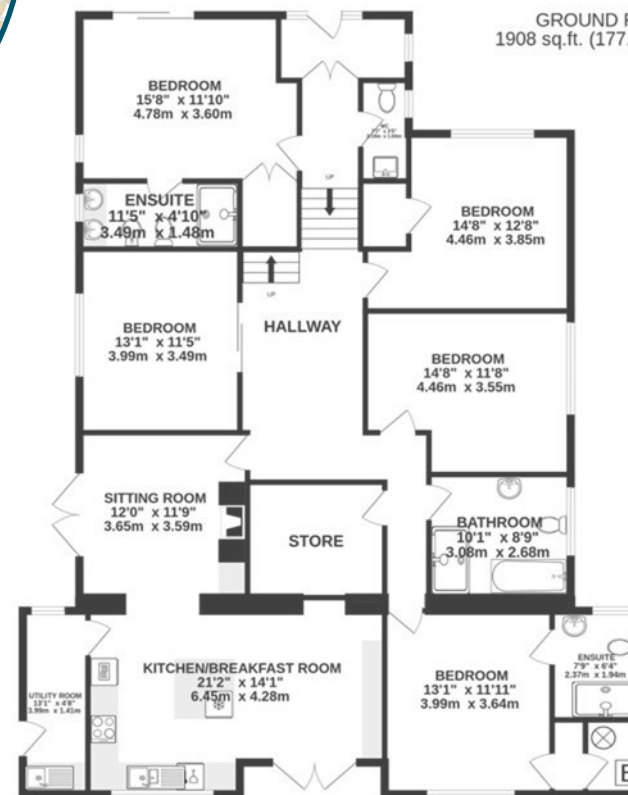 GROUND F
1908 sq.ft. (177.
BEDROOM
15'8" x 11'10"
4.78m x 3.60m
WC
UP
ENSUITE
11'5" x 4'10"
3.49m x 1.48m
BEDROOM
14'8" x 12'8"
4.46m x 3.85m
UP
HALLWAY
BEDROOM
13'1" x 11'5"
3.99m x 3.49m
BEDROOM
14'8" x 11'8"
4.46m x 3.55m
SITTING ROOM
12'0" x 11'9"
3.65m x 3.59m
STORE
BATHROOM
10'1" x 8'9"
3.08m x 2.68m
KITCHEN/BREAKFAST ROOM
21'2" x 14'1"
6.45m x 4.28m
UTILITY ROOM
13'1" x 4'8"
3.99m x 1.41m
BEDROOM
13'1" x 11'11"
3.99m x 3.64m
ENSUITE
7'9" x 6'4"
2.37m x 1.94m
B